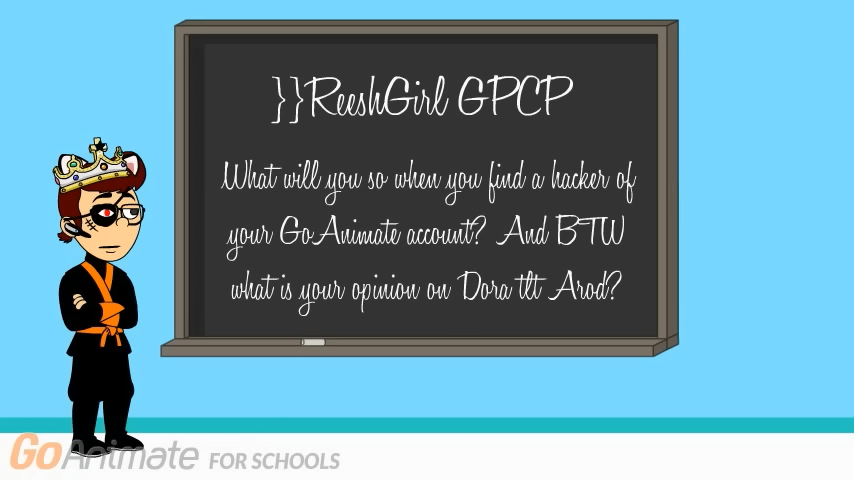 }}ReeshGirl GPCP
What will you so when you find a hacker of
your GoAnimate account? And BTW
what is your opinion on Dora tlt Arod?
GoAnimate FOR SCHOOLS